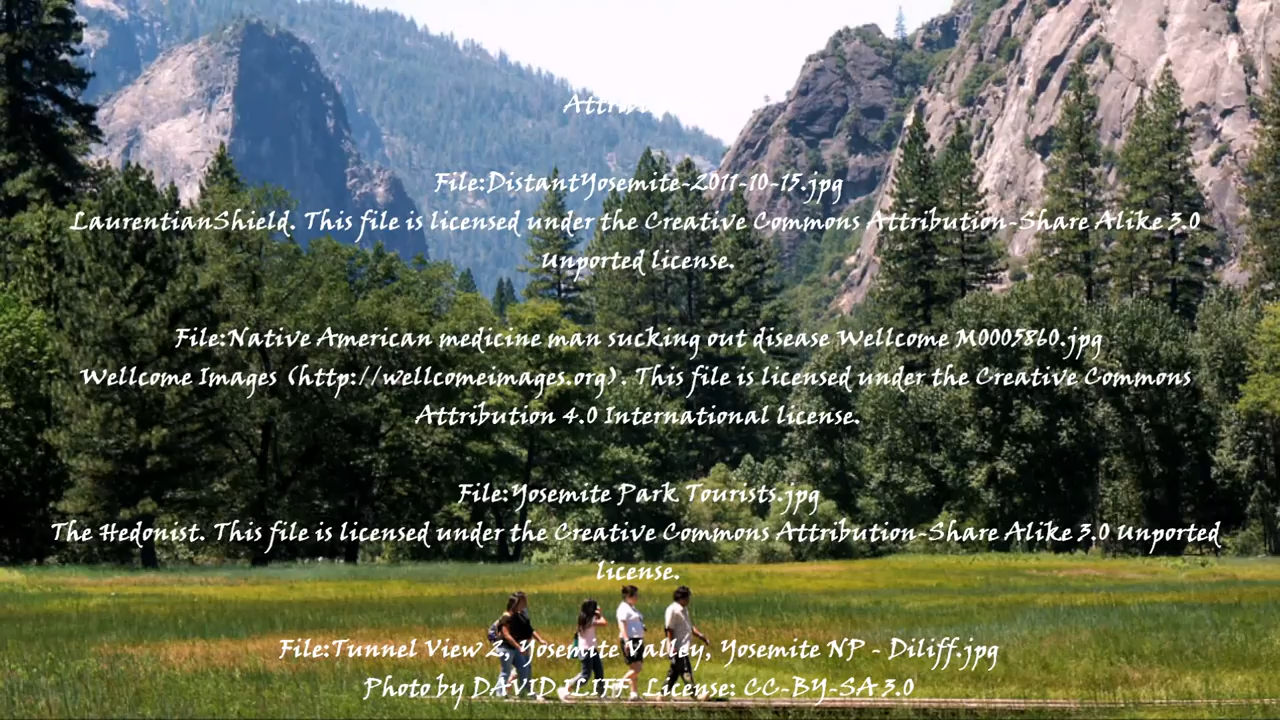 File:DistantYosemite-2011-10-15.jpg
LaurentianShield. This file is licensed under the Creative Commons Attribution-Share Alike 3.0
Unported license.
File:Native American medicine man sucking out disease Wellcome M0005860.jpg
Wellcome Images (http://wellcomeimages.org). This file is licensed under the Creative Commons
Attribution 4.0 International license.
File:Yosemite Park Tourists.jpg
The Hedonist. This file is licensed under the Creative Commons Attribution-Share Alike 3.0 Unported
license.
File:Tunnel View 2, Yosemite Valley, Yosemite NP - Diliff.jpg
Photo by DAVID ILIFF. License: CC-BY-SA 3.0